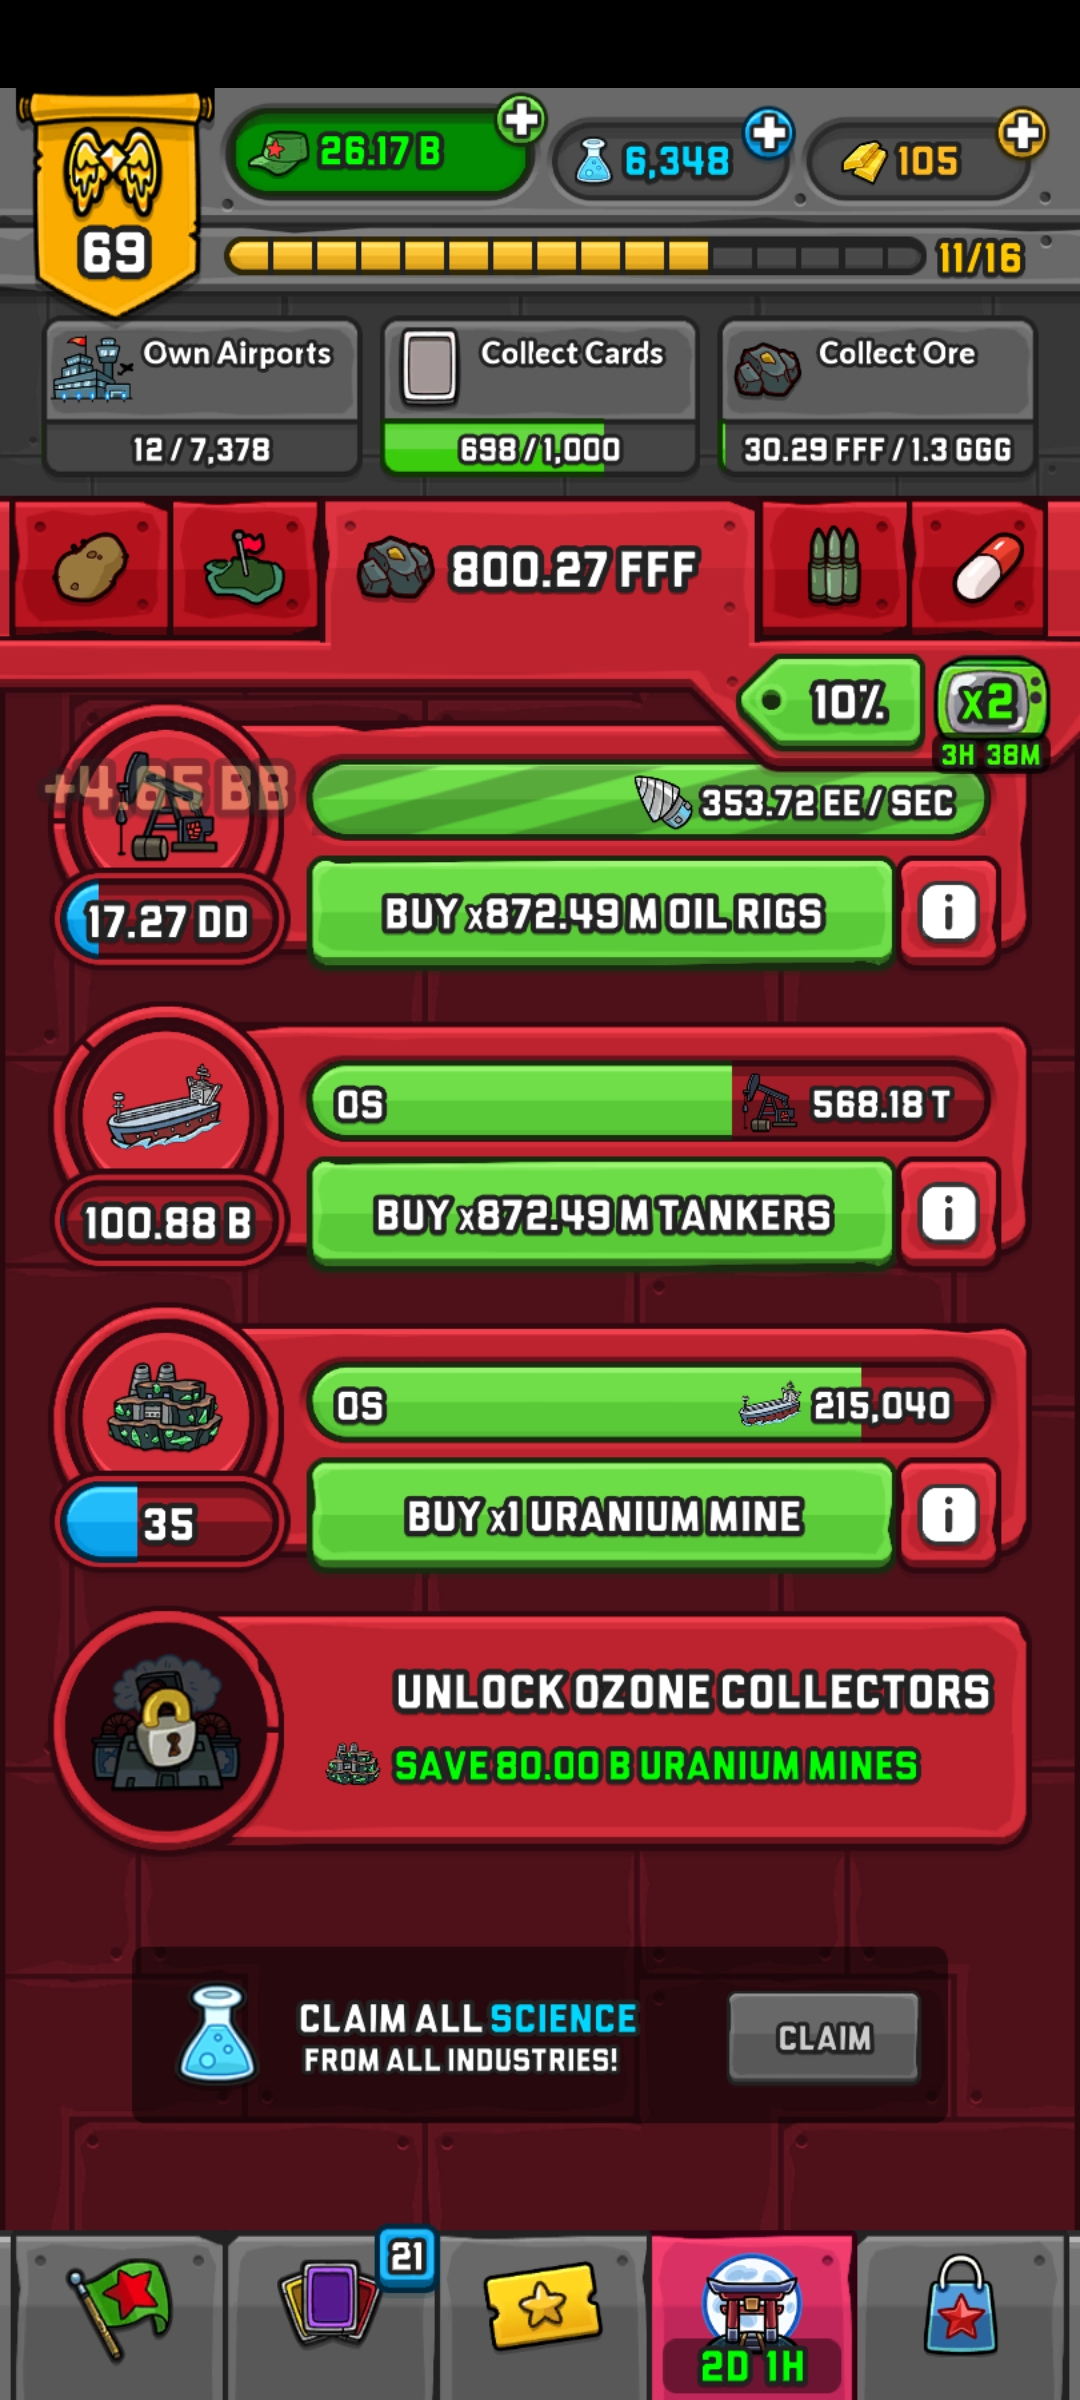 69
26.17 B
6,348
105
11/16
Own Airports
12 / 7,378
Collect Cards
698 / 1,000
Collect Ore
30.29 FFF / 1.3 GGG
800.27 FFF
10%
x2
3H 38M
+4.85 BB
353.72 EE / SEC
17.27 DD
BUY x872.49 M OIL RIGS
i
0S
568.18 T
100.88 B
BUY x872.49 M TANKERS
i
0S
215,040
35
BUY x1 URANIUM MINE
i
UNLOCK OZONE COLLECTORS
SAVE 80.00 B URANIUM MINES
CLAIM ALL SCIENCE
FROM ALL INDUSTRIES!
CLAIM
21
2D 1H